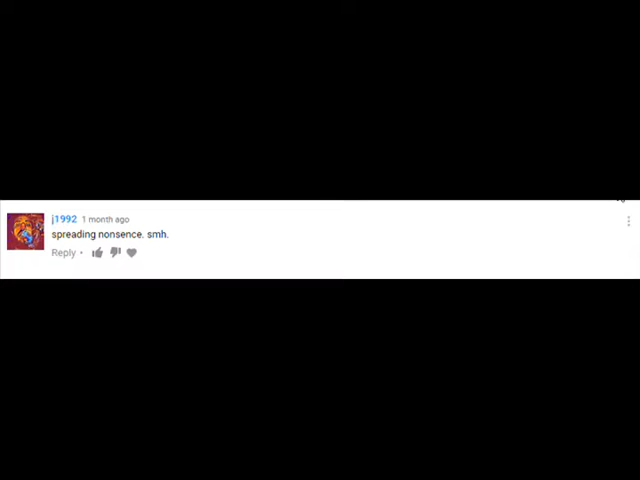 j1992 1 month ago
spreading nonsence. smh.
Reply •